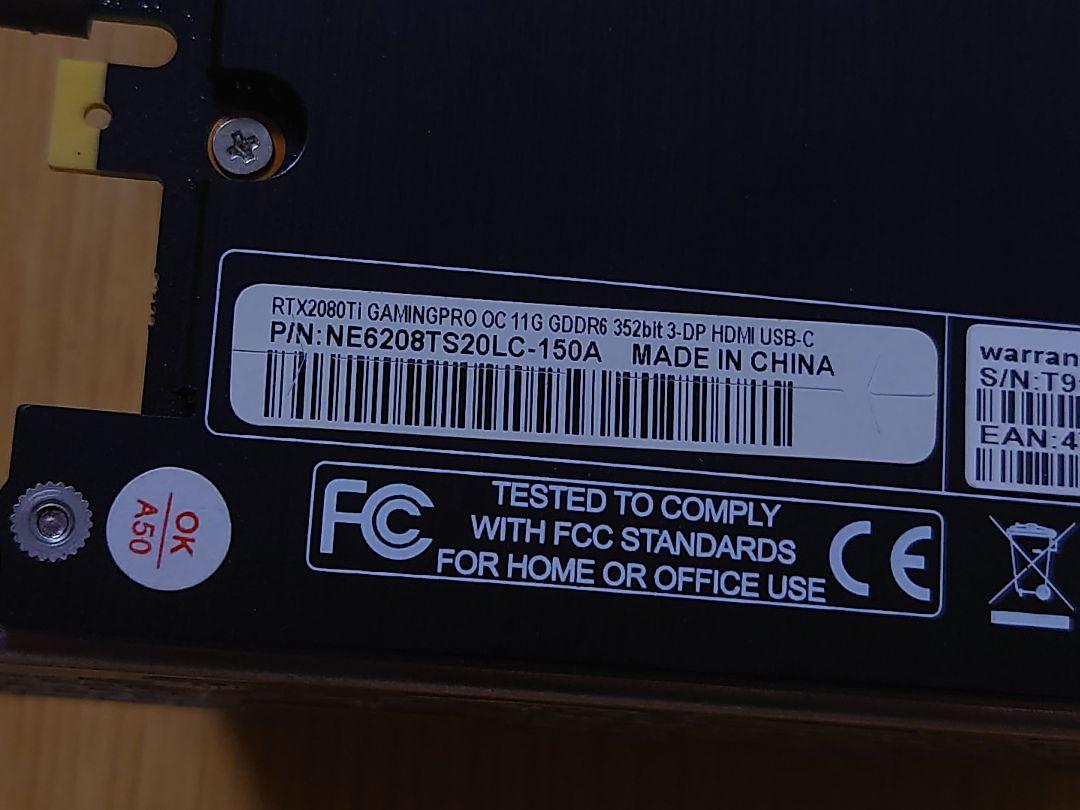 RTX2080Ti GAMINGPRO OC 11G GDDR6 352bit 3-DP HDMI USB-C
P/N:NE6208TS20LC-150A MADE IN CHINA
warran
S/N:T9
EAN:4
OK
A50
FC
TESTED TO COMPLY
WITH FCC STANDARDS
FOR HOME OR OFFICE USE
CE